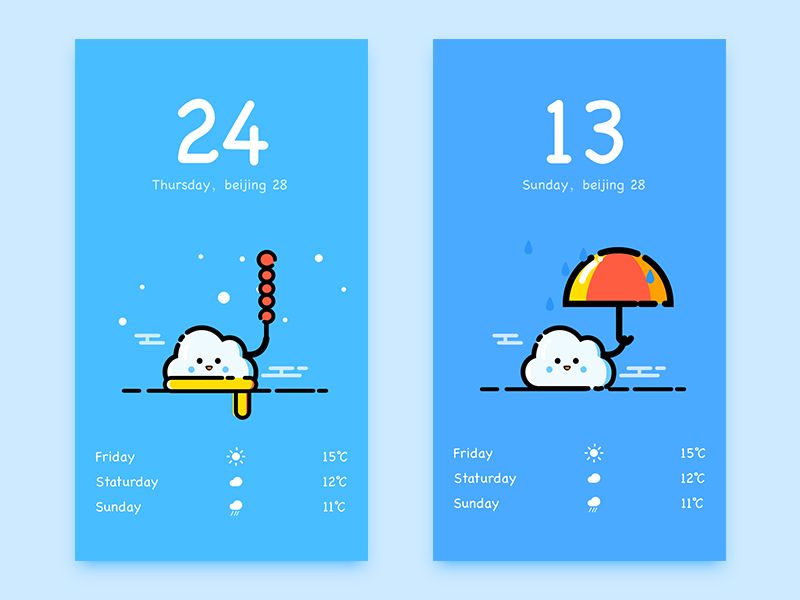 24
Thursday, beijing 28
Friday 15℃
Staturday 12℃
Sunday 11℃
13
Sunday, beijing 28
Friday 15℃
Staturday 12℃
Sunday 11℃